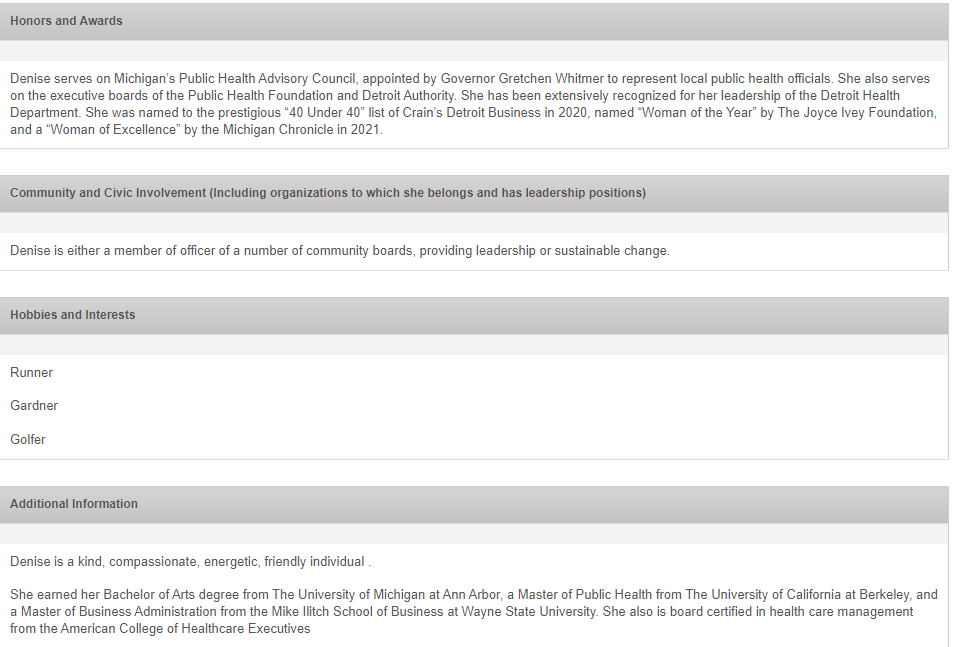 Honors and Awards
Denise serves on Michigan’s Public Health Advisory Council, appointed by Governor Gretchen Whitmer to represent local public health officials. She also serves
on the executive boards of the Public Health Foundation and Detroit Authority. She has been extensively recognized for her leadership of the Detroit Health
Department. She was named to the prestigious “40 Under 40” list of Crain’s Detroit Business in 2020, named “Woman of the Year” by The Joyce Ivey Foundation,
and a “Woman of Excellence” by the Michigan Chronicle in 2021.
Community and Civic Involvement (Including organizations to which she belongs and has leadership positions)
Denise is either a member of officer of a number of community boards, providing leadership or sustainable change.
Hobbies and Interests
Runner
Gardner
Golfer
Additional Information
Denise is a kind, compassionate, energetic, friendly individual .
She earned her Bachelor of Arts degree from The University of Michigan at Ann Arbor, a Master of Public Health from The University of California at Berkeley, and
a Master of Business Administration from the Mike Ilitch School of Business at Wayne State University. She also is board certified in health care management
from the American College of Healthcare Executives